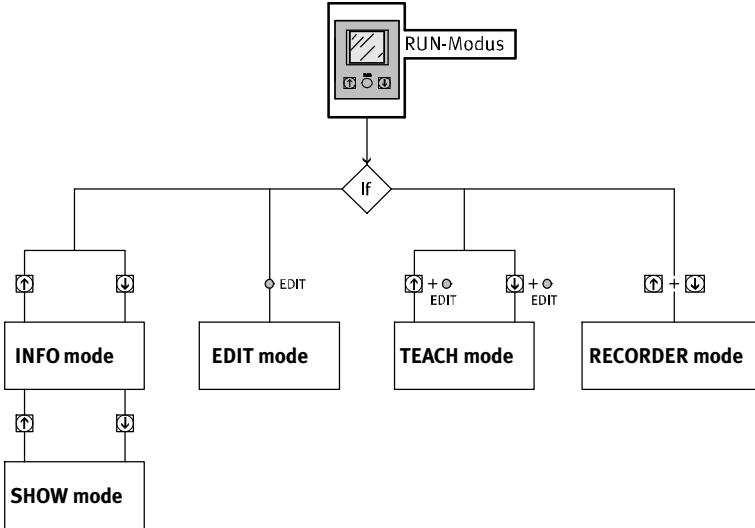 RUN-Modus
If
EDIT
+
EDIT
+
EDIT
+
INFO mode
EDIT mode
TEACH mode
RECORDER mode
SHOW mode